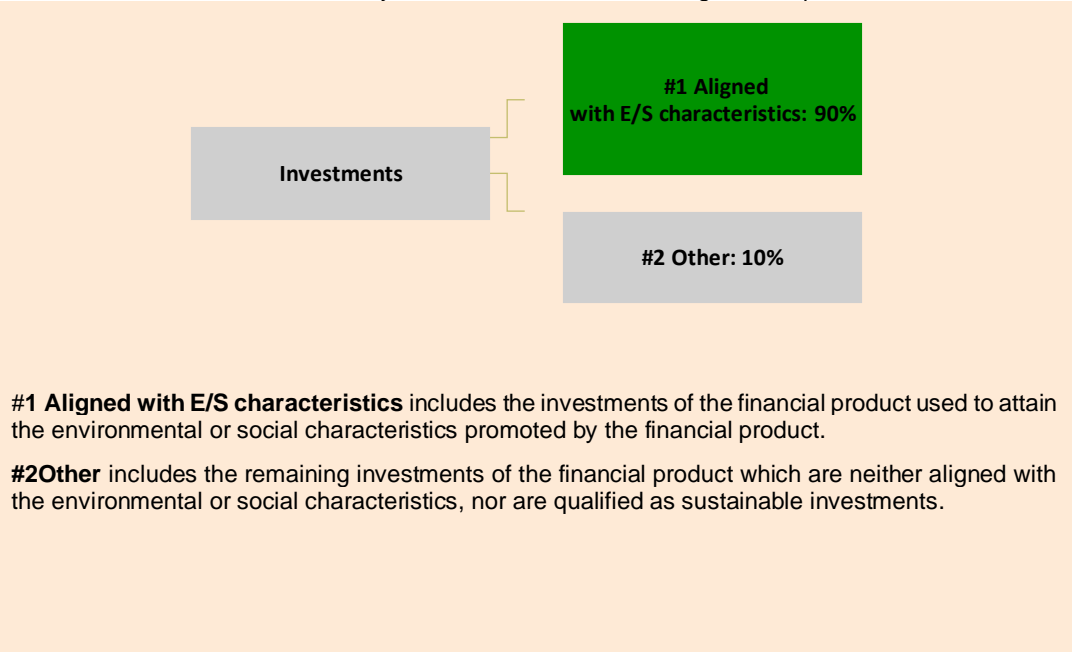 #1 Aligned
with E/S characteristics: 90%
Investments
#2 Other: 10%
#1 Aligned with E/S characteristics includes the investments of the financial product used to attain
the environmental or social characteristics promoted by the financial product.
#2Other includes the remaining investments of the financial product which are neither aligned with
the environmental or social characteristics, nor are qualified as sustainable investments.